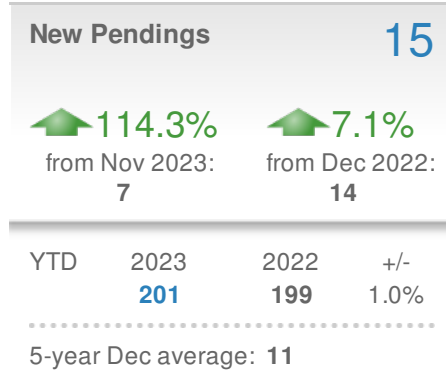 New Pendings 15
114.3% 7.1%
from Nov 2023: from Dec 2022:
7 14
YTD 2023 2022 +/-
201 199 1.0%
5-year Dec average: 11